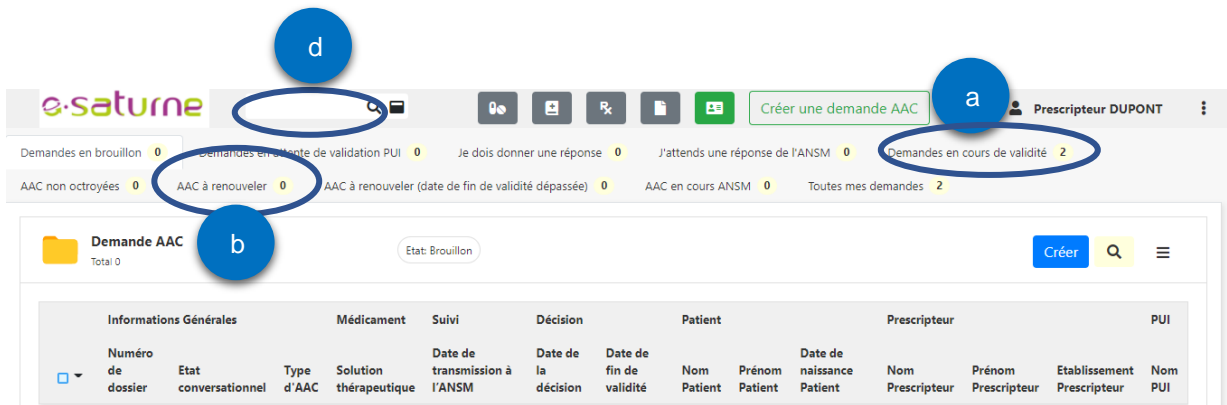 d
a
e-saturne
Créer une demande AAC
Prescripteur DUPONT
Demandes en brouillon 0 Demandes en attente de validation PUI 0 Je dois donner une réponse 0 J'attends une réponse de l'ANSM 0 Demandes en cours de validité 2
AAC non octroyées 0 AAC à renouveler 0 AAC à renouveler (date de fin de validité dépassée) 0 AAC en cours ANSM 0 Toutes mes demandes 2
b
Demande AAC
Total 0
Etat: Brouillon
Créer
Informations Générales Médicament Suivi Décision Patient Prescripteur PUI
Numéro de dossier
Etat conversationnel
Type d'AAC
Solution thérapeutique
Date de transmission à l'ANSM
Date de la décision
Date de fin de validité
Nom Patient
Prénom Patient
Date de naissance Patient
Nom Prescripteur
Prénom Prescripteur
Etablissement Prescripteur
Nom PUI